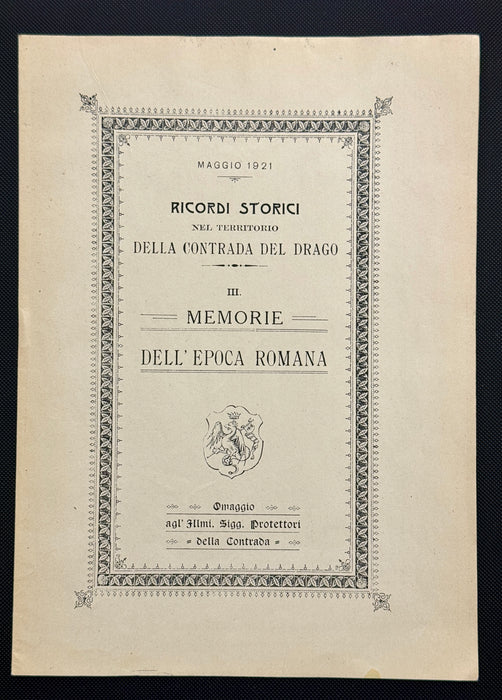 MAGGIO 1921
RICORDI STORICI
NEL TERRITORIO
DELLA CONTRADA DEL DRAGO
III.
MEMORIE
DELL'EPOCA ROMANA
Omaggio
agl'Illmi. Sigg. Protettori
della Contrada